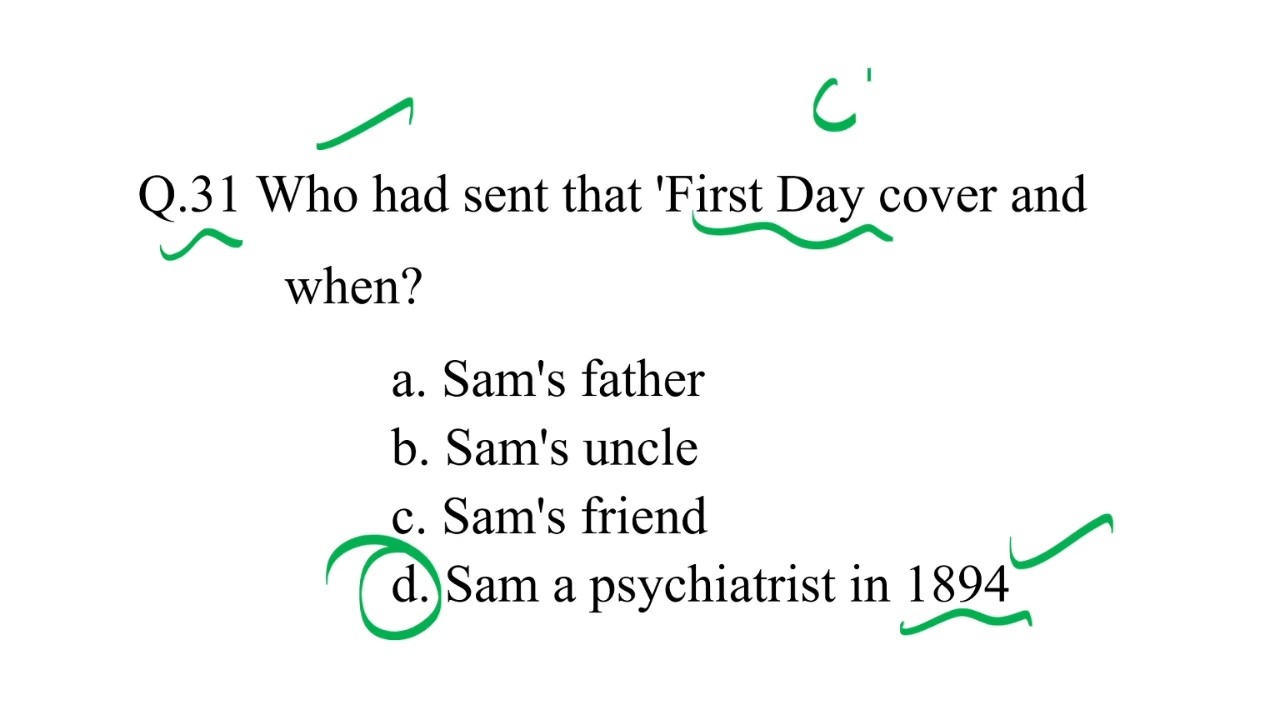 Q.31 Who had sent that 'First Day cover and
when?
a. Sam's father
b. Sam's uncle
c. Sam's friend
d. Sam a psychiatrist in 1894